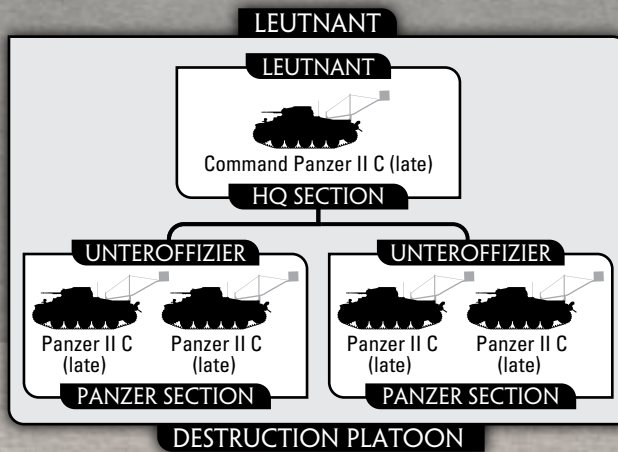 LEUTNANT
LEUTNANT
Command Panzer II C (late)
HQ SECTION
UNTEROFFIZIER
Panzer II C
(late)
Panzer II C
(late)
PANZER SECTION
UNTEROFFIZIER
Panzer II C
(late)
Panzer II C
(late)
PANZER SECTION
DESTRUCTION PLATOON